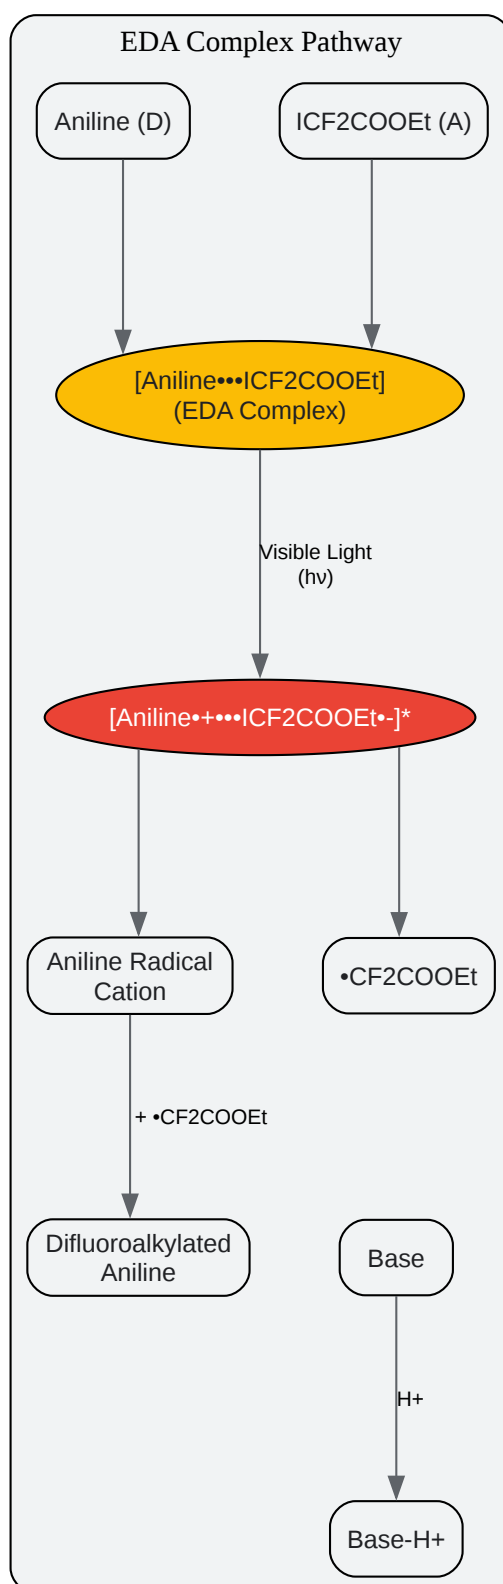 EDA Complex Pathway
Aniline (D)
ICF2COOEt (A)
[Aniline•••ICF2COOEt]
(EDA Complex)
Visible Light
(hν)
[Aniline•+•••ICF2COOEt•-]*
Aniline Radical
Cation
•CF2COOEt
+ •CF2COOEt
Difluoroalkylated
Aniline
Base
H+
Base-H+